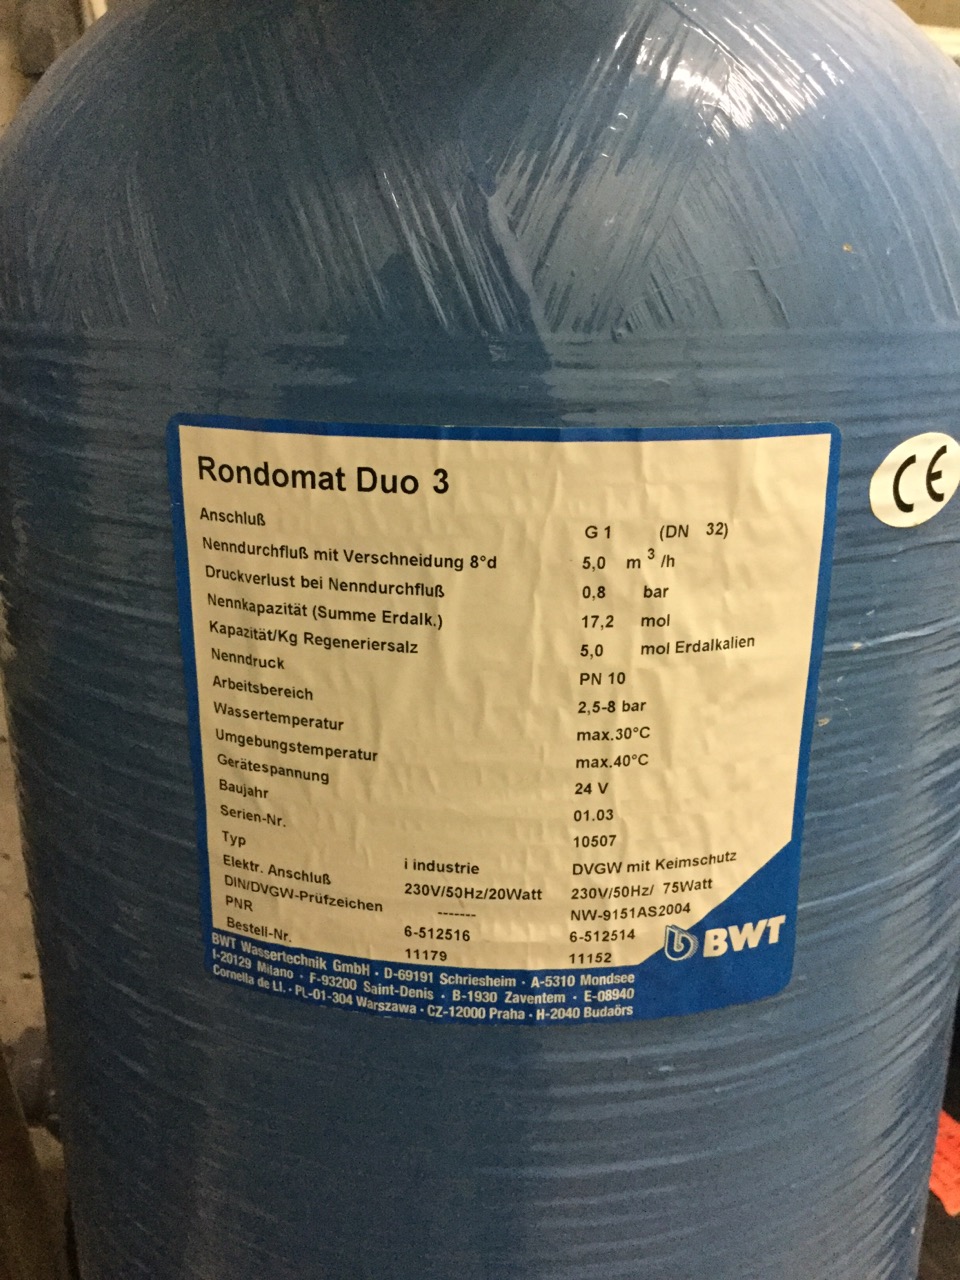 Rondomat Duo 3
Anschluß G 1 (DN 32)
Nenndurchfluß mit Verschneidung 8°d 5,0 m³/h
Druckverlust bei Nenndurchfluß 0,8 bar
Nennkapazität (Summe Erdalk.) 17,2 mol
Kapazität/Kg Regeneriersalz 5,0 mol Erdalkalien
Nenndruck PN 10
Arbeitsbereich 2,5-8 bar
Wassertemperatur max.30°C
Umgebungstemperatur max.40°C
Gerätespannung 24 V
Baujahr 01.03
Serien-Nr. 10507
Typ i industrie DVGW mit Keimschutz
Elektr. Anschluß 230V/50Hz/20Watt 230V/50Hz/ 75Watt
DIN/DVGW-Prüfzeichen ------- NW-9151AS2004
PNR 6-512516 6-512514
Bestell-Nr. 11179 11152
BWT
BWT Wassertechnik GmbH · D-69191 Schriesheim · A-5310 Mondsee
I-20129 Milano · F-93200 Saint-Denis · B-1930 Zaventem · E-08940
Cornella de Ll. · PL-01-304 Warszawa · CZ-12000 Praha · H-2040 Budaörs
CE